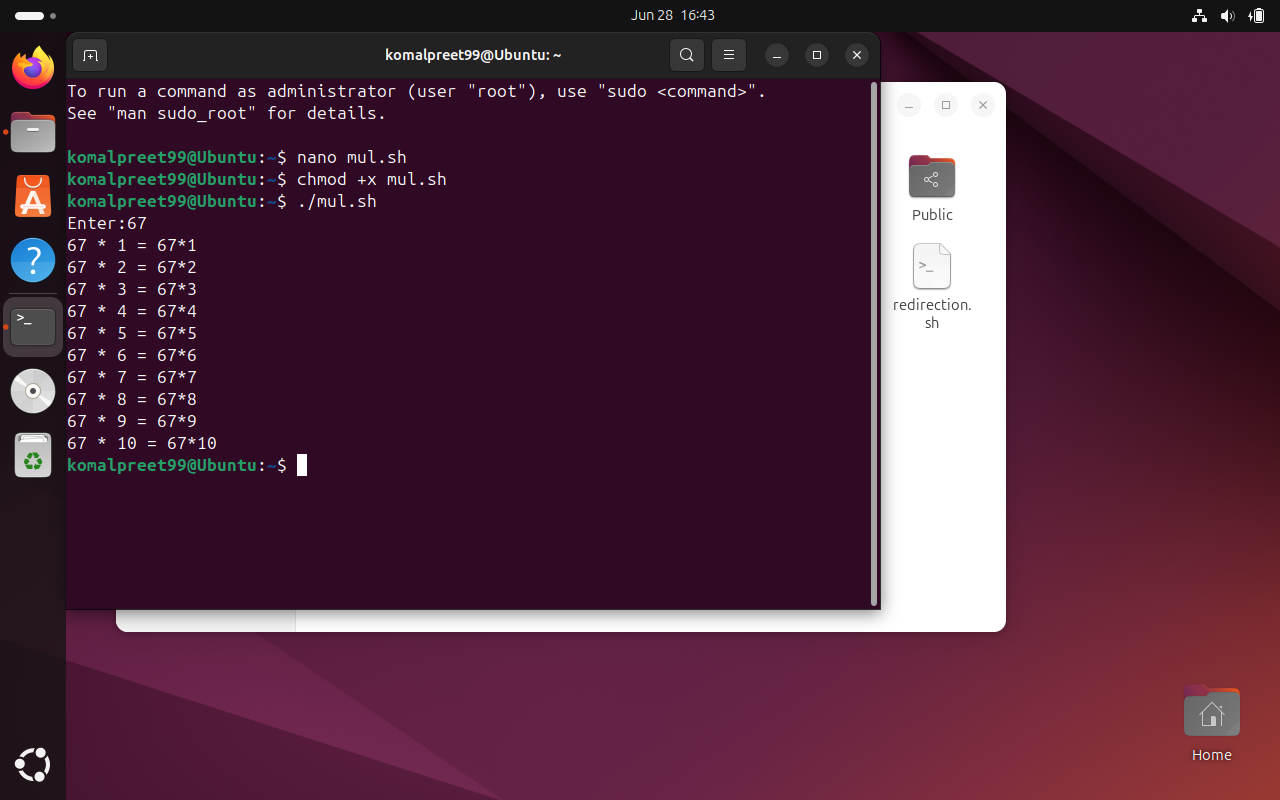 Jun 28 16:43
komalpreet99@Ubuntu: ~
To run a command as administrator (user "root"), use "sudo <command>".
See "man sudo_root" for details.
komalpreet99@Ubuntu:~$ nano mul.sh
komalpreet99@Ubuntu:~$ chmod +x mul.sh
komalpreet99@Ubuntu:~$ ./mul.sh
Enter:67
67 * 1 = 67*1
67 * 2 = 67*2
67 * 3 = 67*3
67 * 4 = 67*4
67 * 5 = 67*5
67 * 6 = 67*6
67 * 7 = 67*7
67 * 8 = 67*8
67 * 9 = 67*9
67 * 10 = 67*10
komalpreet99@Ubuntu:~$
Public
redirection.
sh
Home